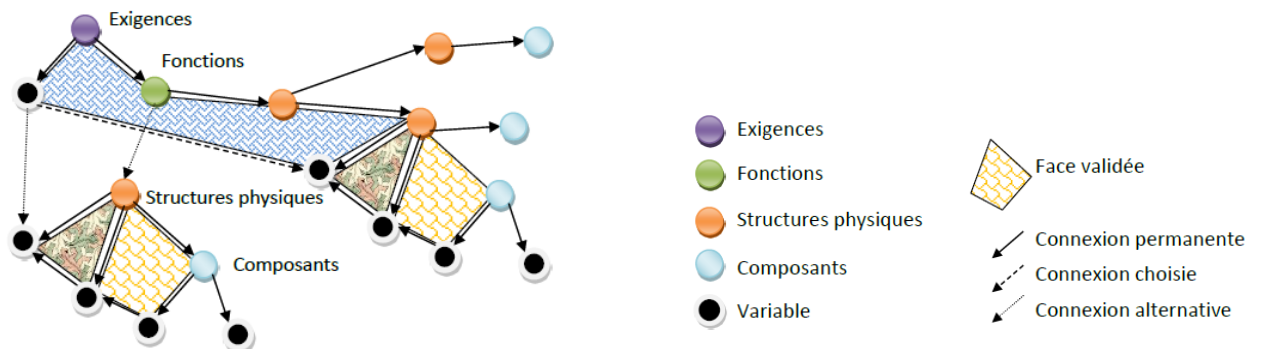 Exigences
Fonctions
Structures physiques
Composants
Exigences
Fonctions
Structures physiques
Composants
Variable
Face validée
Connexion permanente
Connexion choisie
Connexion alternative